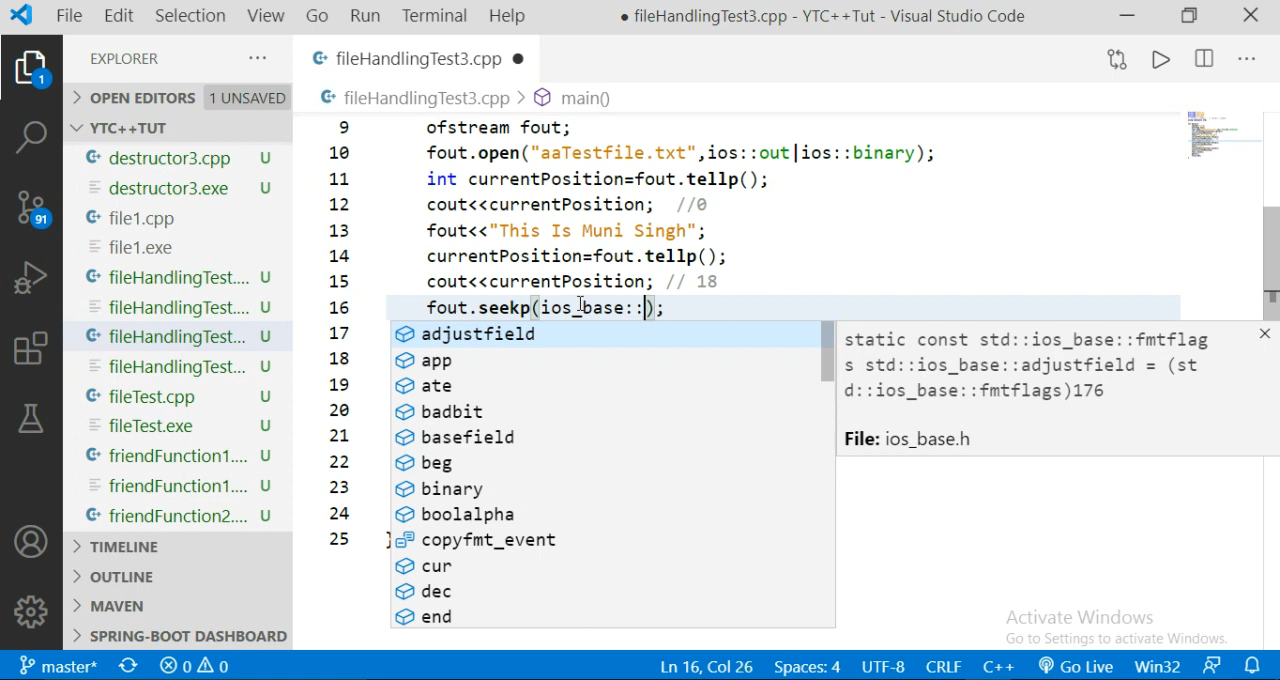 File Edit Selection View Go Run Terminal Help ● fileHandlingTest3.cpp - YTC++Tut - Visual Studio Code
EXPLORER ···
fileHandlingTest3.cpp ●
OPEN EDITORS 1 UNSAVED
fileHandlingTest3.cpp > main()
YTC++TUT
destructor3.cpp U
destructor3.exe U
file1.cpp
file1.exe
fileHandlingTest.... U
fileHandlingTest.... U
fileHandlingTest... U
fileHandlingTest.... U
fileTest.cpp U
fileTest.exe U
friendFunction1.... U
friendFunction1.... U
friendFunction2.... U
TIMELINE
OUTLINE
MAVEN
SPRING-BOOT DASHBOARD
1
91
9 ofstream fout;
10 fout.open("aaTestfile.txt",ios::out|ios::binary);
11 int currentPosition=fout.tellp();
12 cout<<currentPosition; //0
13 fout<<"This Is Muni Singh";
14 currentPosition=fout.tellp();
15 cout<<currentPosition; // 18
16 fout.seekp(ios_base::);
17
18
19
20
21
22
23
24
25 }
adjustfield
app
ate
badbit
basefield
beg
binary
boolalpha
copyfmt_event
cur
dec
end
static const std::ios_base::fmtflag
s std::ios_base::adjustfield = (st
d::ios_base::fmtflags)176
File: ios_base.h
Activate Windows
Go to Settings to activate Windows.
master* 0 0 Ln 16, Col 26 Spaces: 4 UTF-8 CRLF C++ Go Live Win32